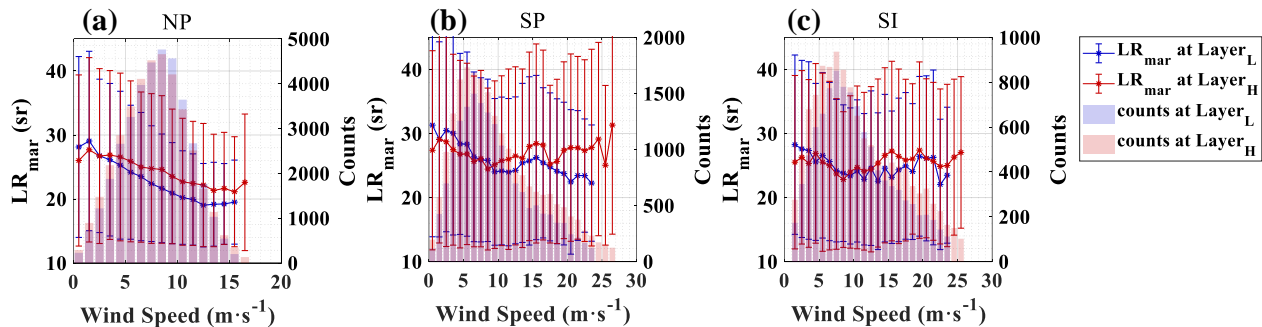 (a) NP
45
40
30
20
10
LR_mar (sr)
5000
4000
3000
2000
1000
0
Counts
0 5 10 15 20
Wind Speed (m·s⁻¹)
(b) SP
40
30
20
10
LR_mar (sr)
2000
1500
1000
500
0
Counts
0 5 10 15 20 25 30
Wind Speed (m·s⁻¹)
(c) SI
40
30
20
10
LR_mar (sr)
1000
800
600
400
200
0
Counts
0 5 10 15 20 25 30
Wind Speed (m·s⁻¹)
LR_mar at Layer_L
LR_mar at Layer_H
counts at Layer_L
counts at Layer_H